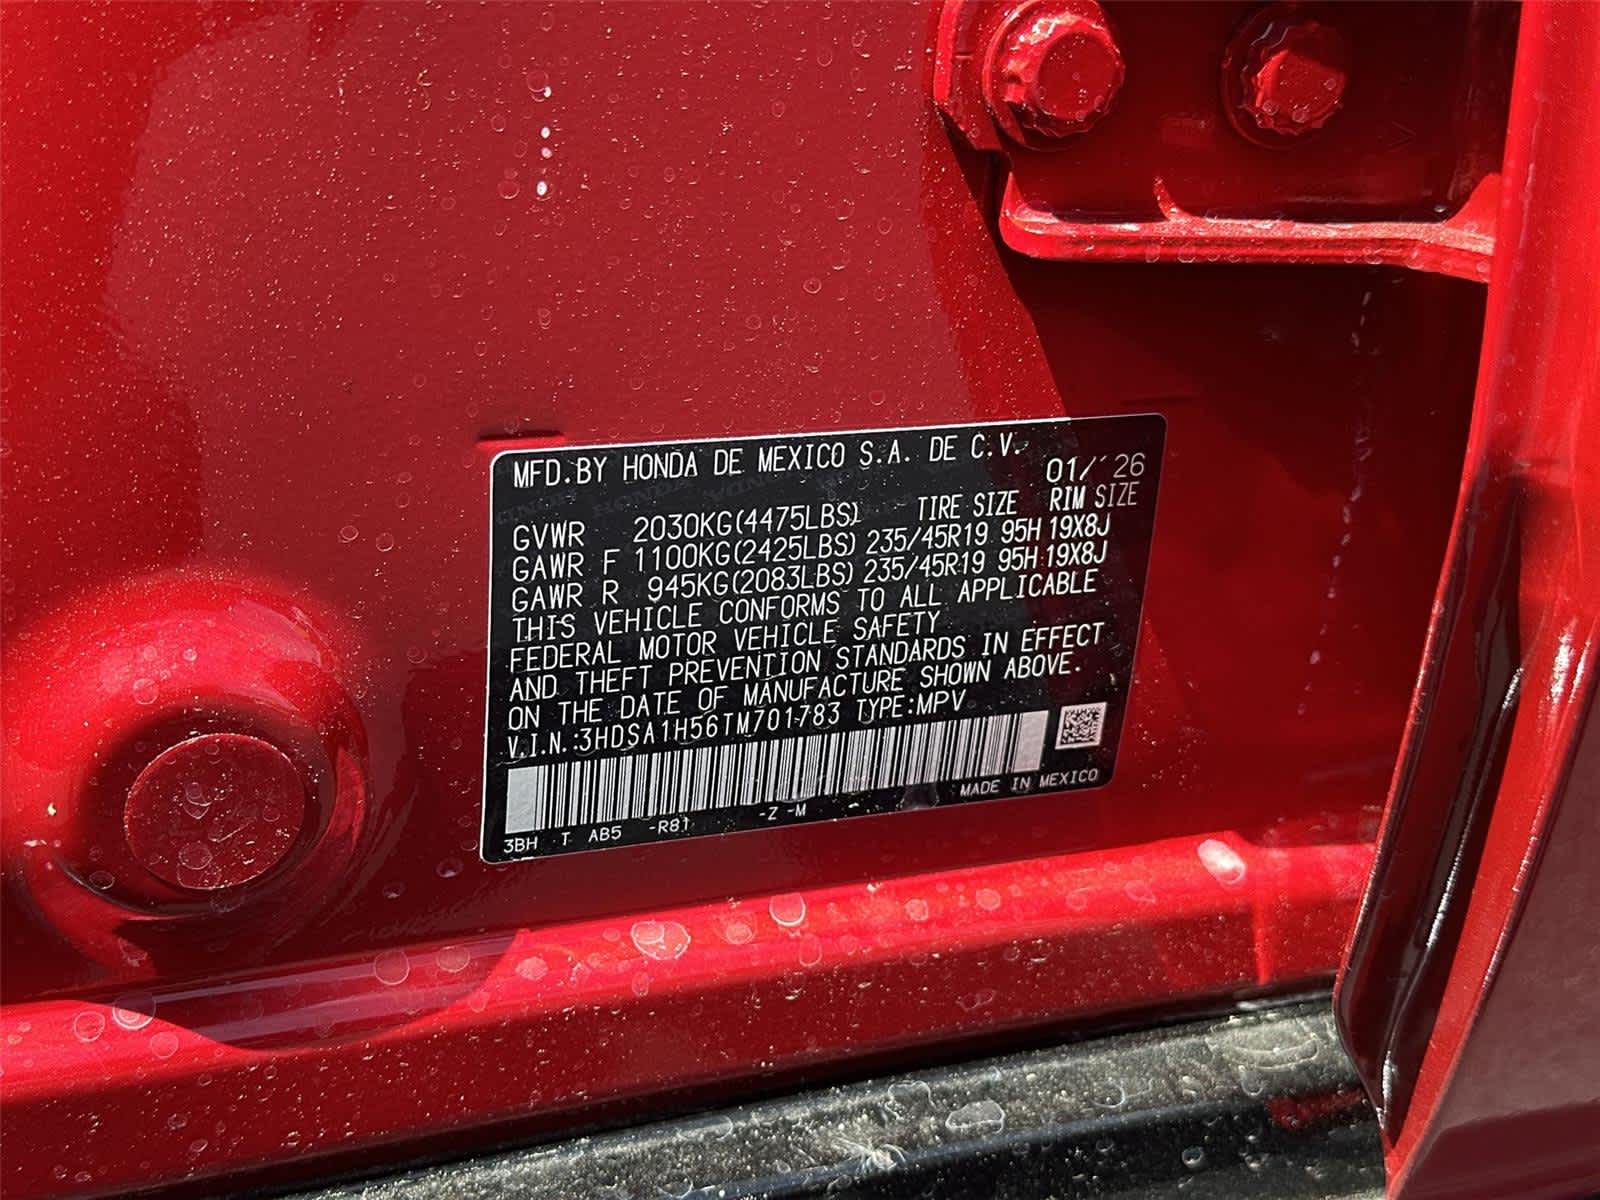 MFD.BY HONDA DE MEXICO S.A. DE C.V. 01/'26
TIRE SIZE RIM SIZE
GVWR 2030KG(4475LBS)
GAWR F 1100KG(2425LBS) 235/45R19 95H 19X8J
GAWR R 945KG(2083LBS) 235/45R19 95H 19X8J
THIS VEHICLE CONFORMS TO ALL APPLICABLE
FEDERAL MOTOR VEHICLE SAFETY
AND THEFT PREVENTION STANDARDS IN EFFECT
ON THE DATE OF MANUFACTURE SHOWN ABOVE.
V.I.N.:3HDSA1H56TM701783 TYPE:MPV
MADE IN MEXICO
3BH T AB5 -R81 -Z -M